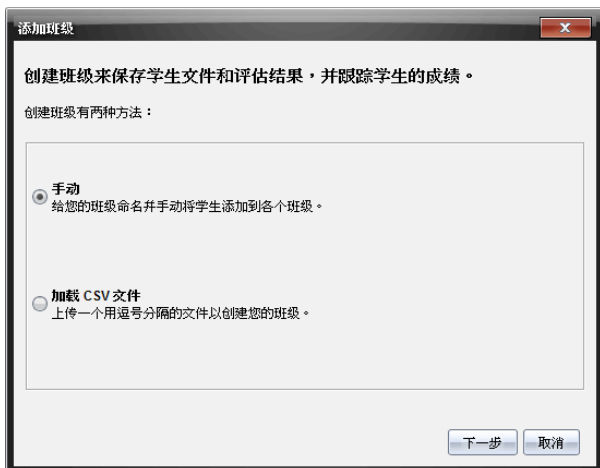 添加班级
创建班级来保存学生文件和评估结果，并跟踪学生的成绩。
创建班级有两种方法：
手动
给您的班级命名并手动将学生添加到各个班级。
加载 CSV 文件
上传一个用逗号分隔的文件以创建您的班级。
下一步 取消